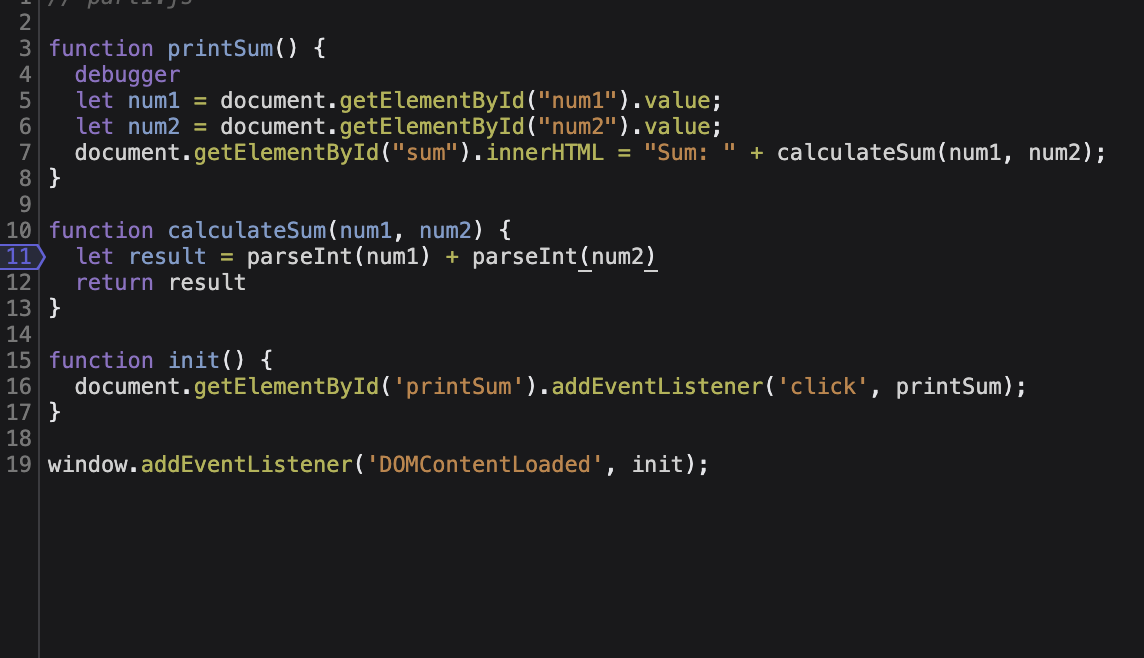 1 // part1.js
2
3 function printSum() {
4 debugger
5 let num1 = document.getElementById("num1").value;
6 let num2 = document.getElementById("num2").value;
7 document.getElementById("sum").innerHTML = "Sum: " + calculateSum(num1, num2);
8 }
9
10 function calculateSum(num1, num2) {
11 let result = parseInt(num1) + parseInt(num2)
12 return result
13 }
14
15 function init() {
16 document.getElementById('printSum').addEventListener('click', printSum);
17 }
18
19 window.addEventListener('DOMContentLoaded', init);